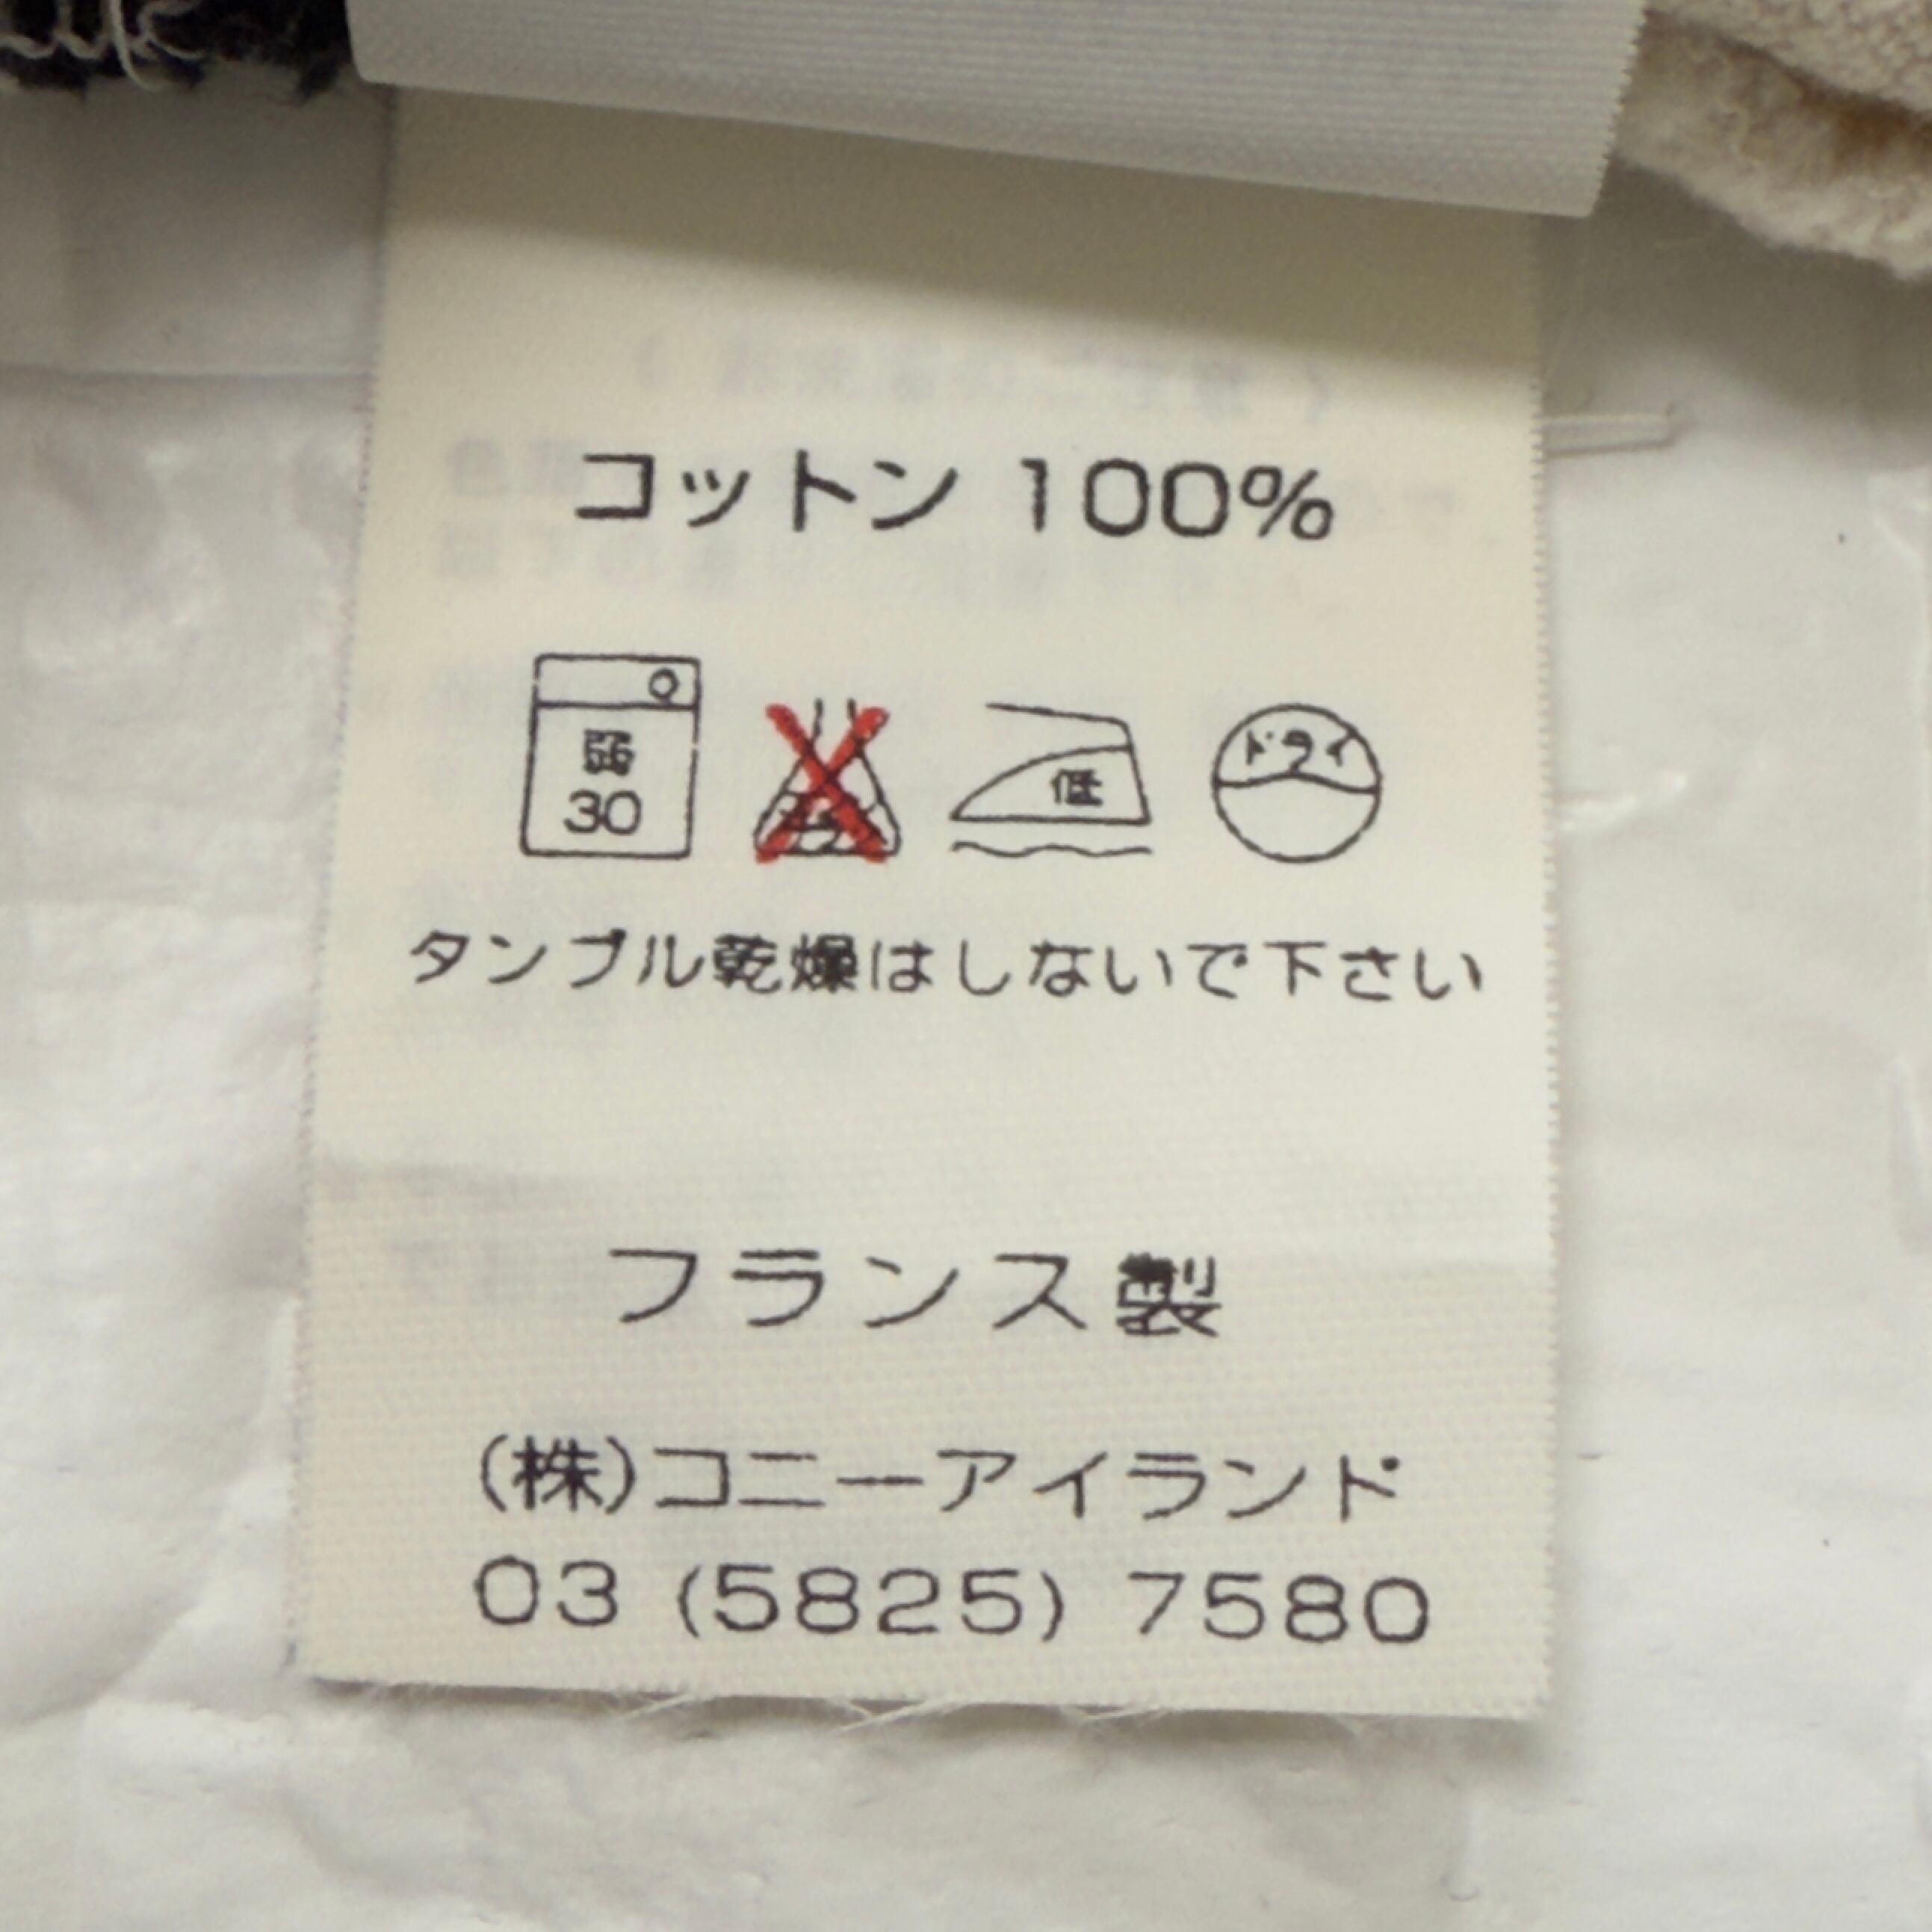 コットン 100%
弱
30
低
ドライ
タンブル乾燥はしないで下さい
フランス製
(株)コニーアイランド
03 (5825) 7580